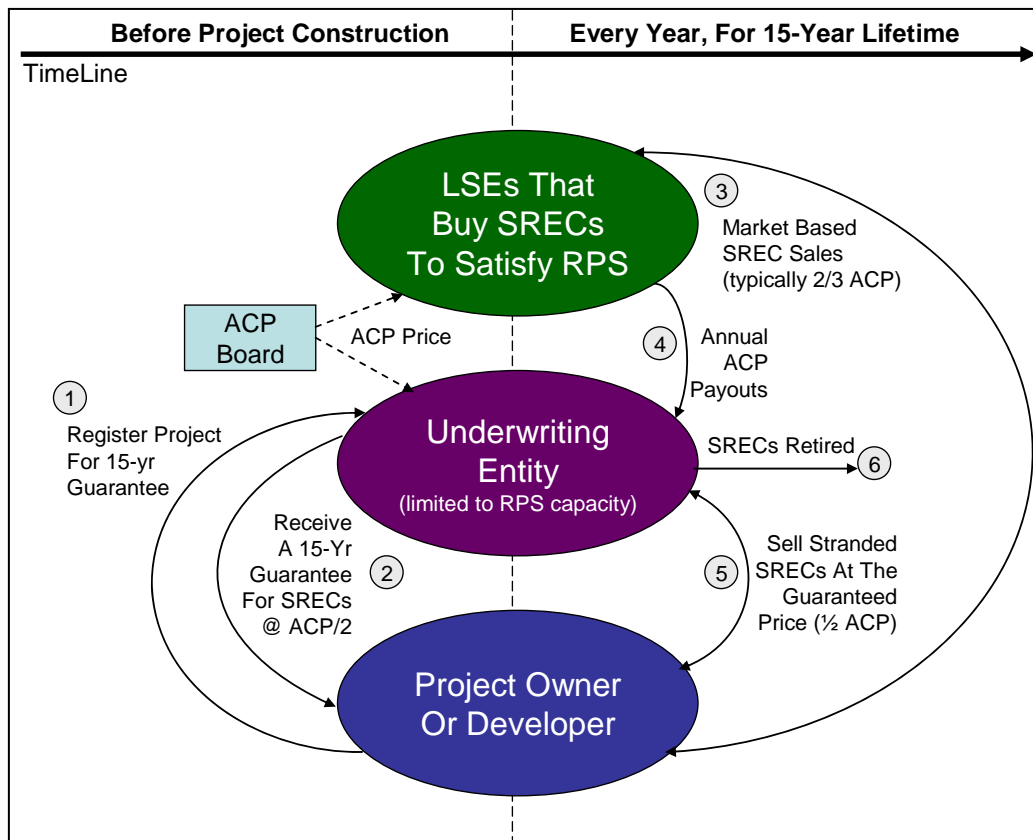 Before Project Construction
Every Year, For 15-Year Lifetime
TimeLine
LSEs That
Buy SRECs
To Satisfy RPS
3
Market Based
SREC Sales
(typically 2/3 ACP)
ACP
Board
ACP Price
4
Annual
ACP
Payouts
1
Register Project
For 15-yr
Guarantee
Underwriting
Entity
(limited to RPS capacity)
SRECs Retired
6
Receive
A 15-Yr
Guarantee
For SRECs
@ ACP/2
2
5
Sell Stranded
SRECs At The
Guaranteed
Price (½ ACP)
Project Owner
Or Developer